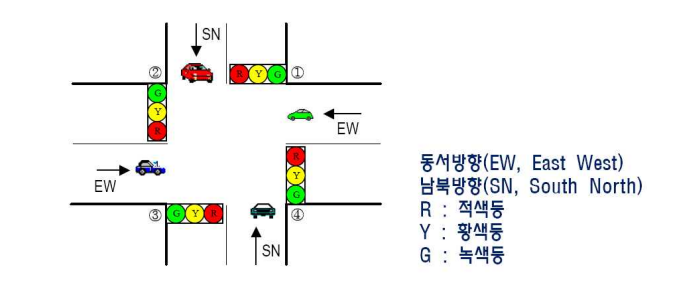 SN
② R Y G ①
G
Y
R
EW
R
Y
G
EW
③ G Y R ④
SN
동서방향(EW, East West)
남북방향(SN, South North)
R : 적색등
Y : 황색등
G : 녹색등